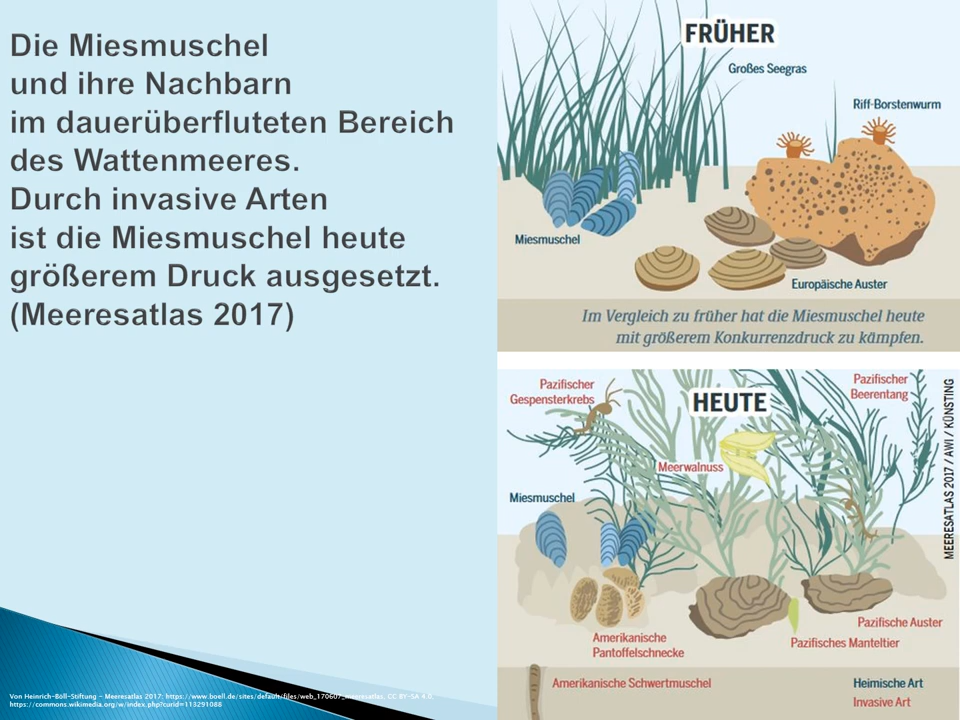 Die Miesmuschel
und ihre Nachbarn
im dauerüberfluteten Bereich
des Wattenmeeres.
Durch invasive Arten
ist die Miesmuschel heute
größerem Druck ausgesetzt.
(Meeresatlas 2017)
FRÜHER
Großes Seegras
Riff-Borstenwurm
Miesmuschel
Europäische Auster
Im Vergleich zu früher hat die Miesmuschel heute
mit größerem Konkurrenzdruck zu kämpfen.
Pazifischer
Gespensterkrebs
HEUTE
Pazifischer
Beerentang
Meerwalnuss
Miesmuschel
MEERESATLAS 2017 / AWI / KÜNSTING
Pazifische Auster
Amerikanische
Pantoffelschnecke
Pazifisches Manteltier
Amerikanische Schwertmuschel
Heimische Art
Invasive Art
Von Heinrich-Böll-Stiftung - Meeresatlas 2017: https://www.boell.de/sites/default/files/web_170607_meeresatlas, CC BY-SA 4.0,
https://commons.wikimedia.org/w/index.php?curid=113291088